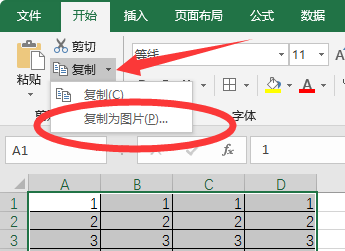 文件 开始 插入 页面布局 公式 数据
剪切
等线 11
复制
粘贴
复制(C)
复制为图片(P)...
字体
A1 fx 1
A B C D
1 1 1 1 1
2 2 2 2 2
3 3 3 3 3